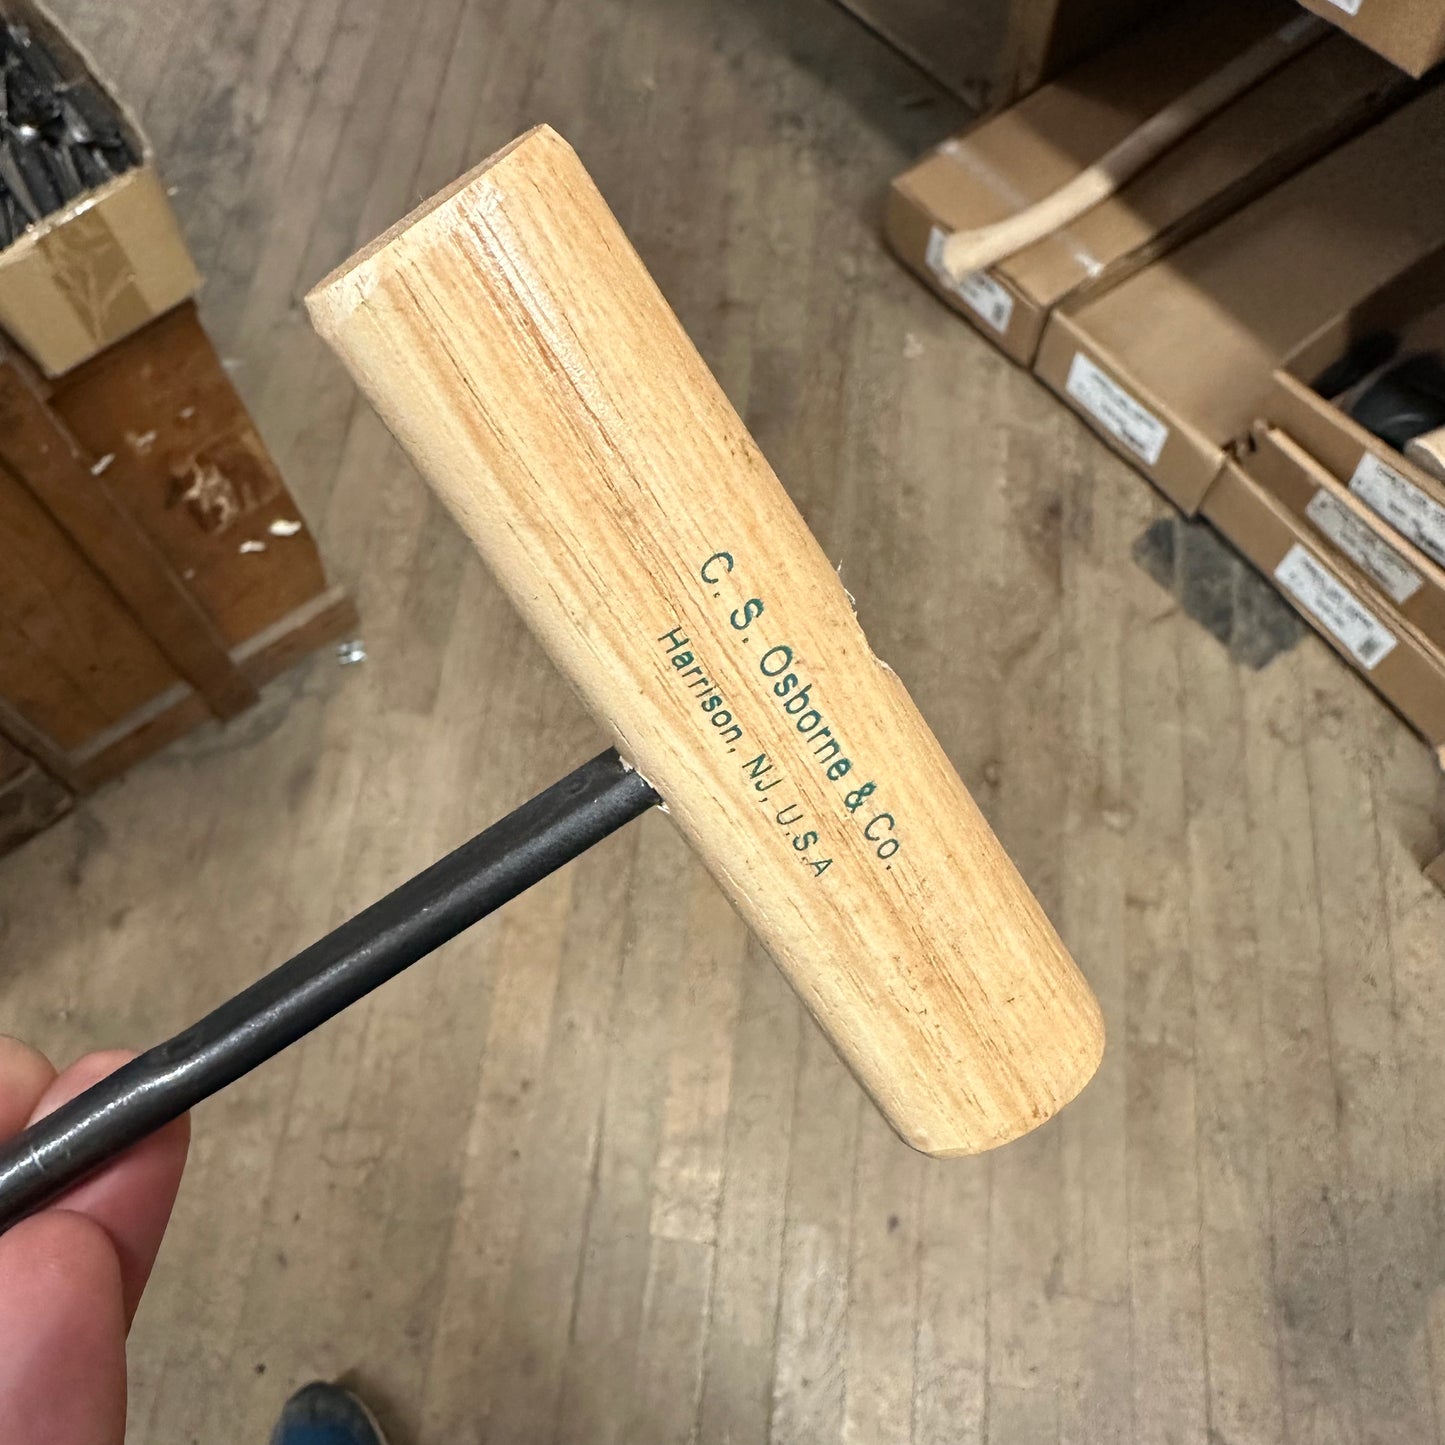 C. S. Osborne & Co.
Harrison, NJ, U.S.A